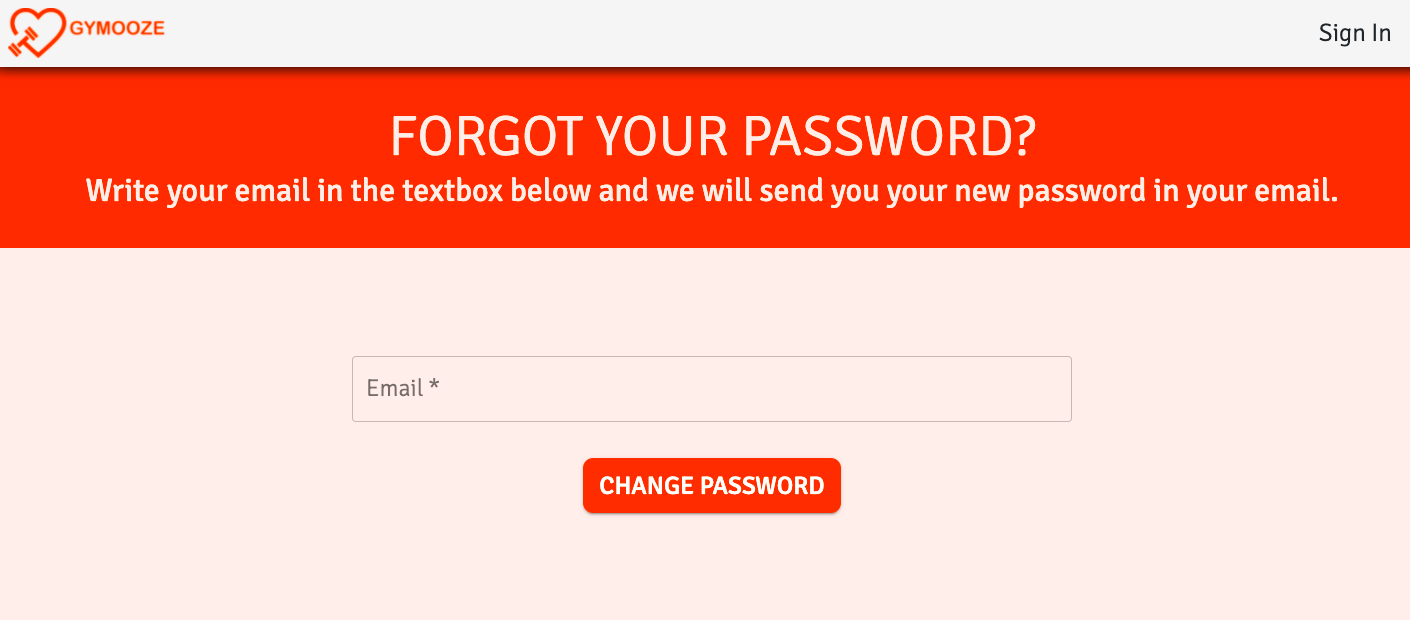 GYMOOZE
Sign In
FORGOT YOUR PASSWORD?
Write your email in the textbox below and we will send you your new password in your email.
Email *
CHANGE PASSWORD